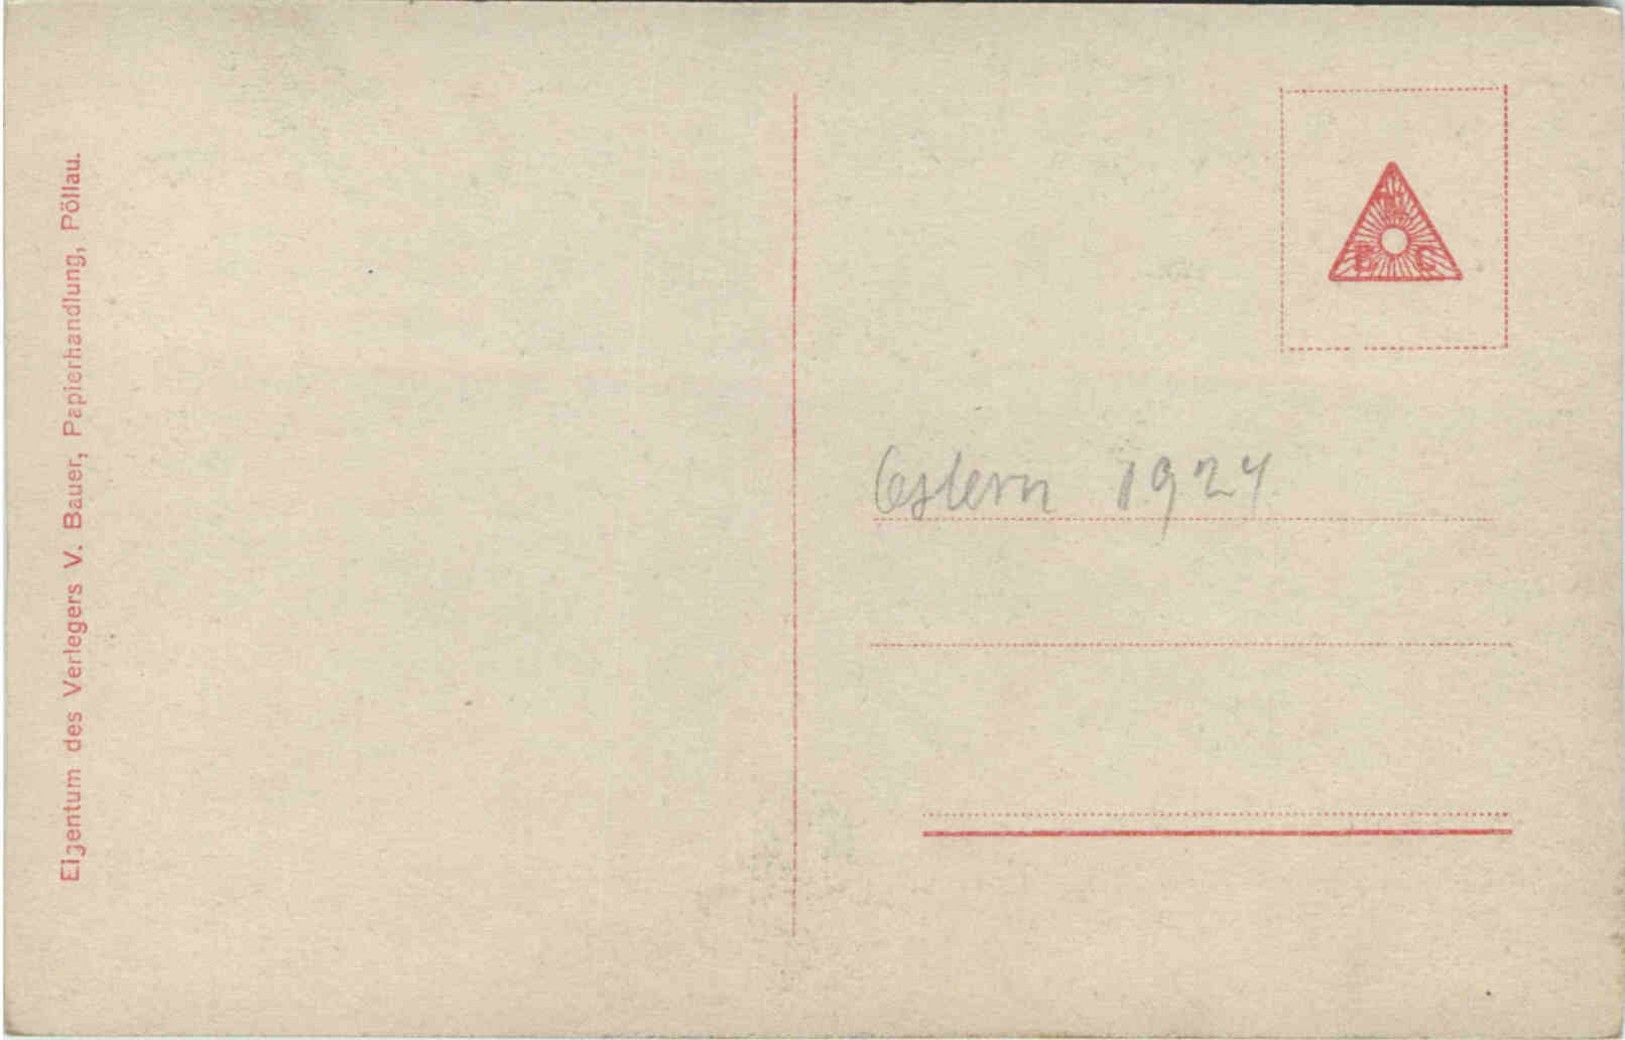 Eigentum des Verlegers V. Bauer, Papierhandlung, Pöllau.
Ostern 1924